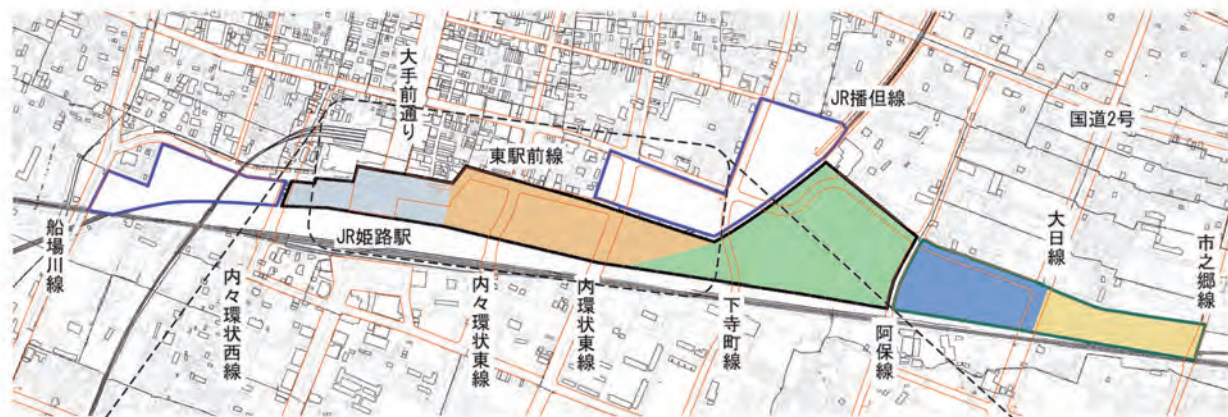 大手前通り
JR播但線
国道2号
東駅前線
船場川線
JR姫路駅
内々環状西線
内々環状東線
内環状東線
下寺町線
阿保線
大日線
市之郷線